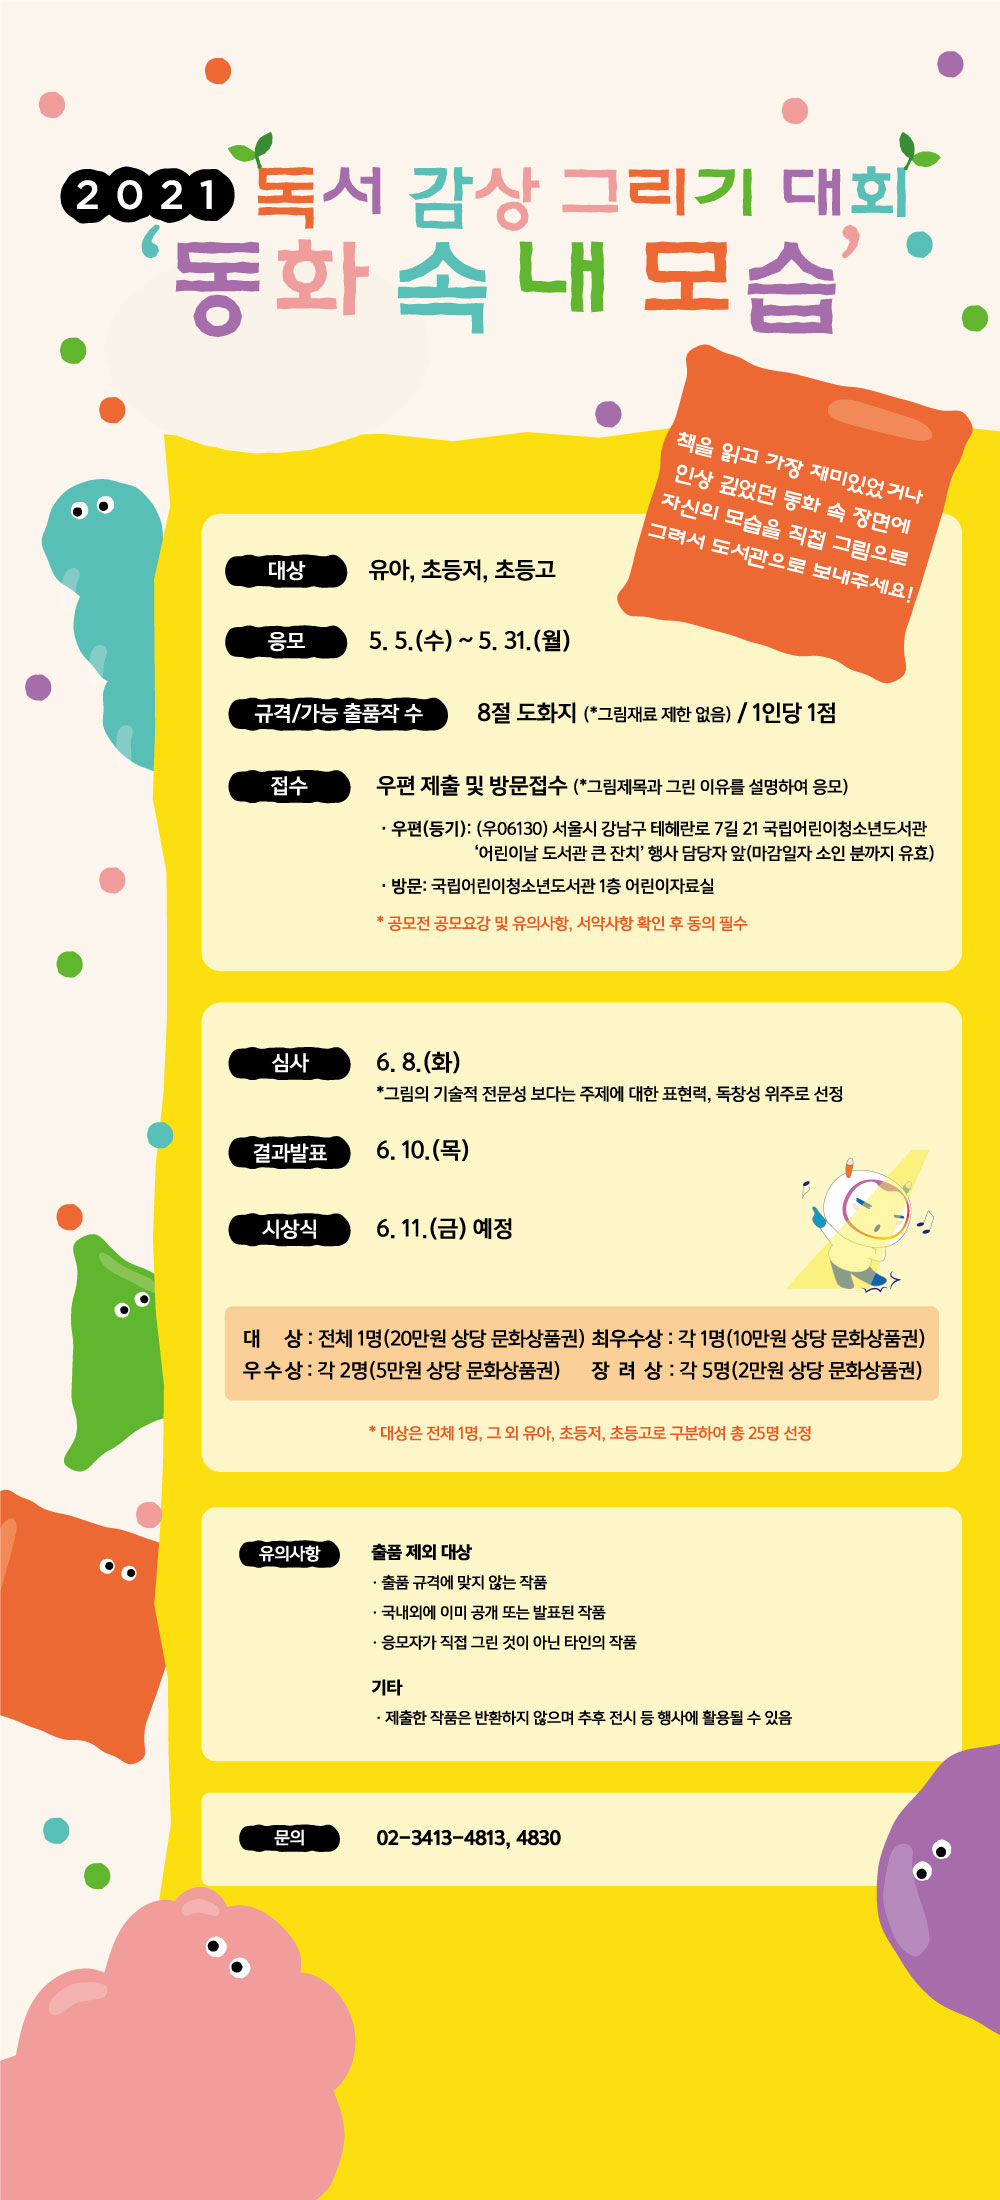 2021 독서 감상 그리기 대회
‘동화 속 내 모습’
책을 읽고 가장 재미있었거나
인상 깊었던 동화 속 장면에
자신의 모습을 직접 그림으로
그려서 도서관으로 보내주세요!
대상 유아, 초등저, 초등고
응모 5. 5.(수) ~ 5. 31.(월)
규격/가능 출품작 수 8절 도화지 (*그림재료 제한 없음) / 1인당 1점
접수 우편 제출 및 방문접수 (*그림제목과 그린 이유를 설명하여 응모)
· 우편(등기): (우06130) 서울시 강남구 테헤란로 7길 21 국립어린이청소년도서관
‘어린이날 도서관 큰 잔치’ 행사 담당자 앞(마감일자 소인 분까지 유효)
· 방문: 국립어린이청소년도서관 1층 어린이자료실
* 공모전 공모요강 및 유의사항, 서약사항 확인 후 동의 필수
심사 6. 8.(화)
*그림의 기술적 전문성 보다는 주제에 대한 표현력, 독창성 위주로 선정
결과발표 6. 10.(목)
시상식 6. 11.(금) 예정
대 상 : 전체 1명(20만원 상당 문화상품권) 최우수상 : 각 1명(10만원 상당 문화상품권)
우수상 : 각 2명(5만원 상당 문화상품권) 장 려 상 : 각 5명(2만원 상당 문화상품권)
* 대상은 전체 1명, 그 외 유아, 초등저, 초등고로 구분하여 총 25명 선정
유의사항 출품 제외 대상
· 출품 규격에 맞지 않는 작품
· 국내외에 이미 공개 또는 발표된 작품
· 응모자가 직접 그린 것이 아닌 타인의 작품
기타
· 제출한 작품은 반환하지 않으며 추후 전시 등 행사에 활용될 수 있음
문의 02-3413-4813, 4830